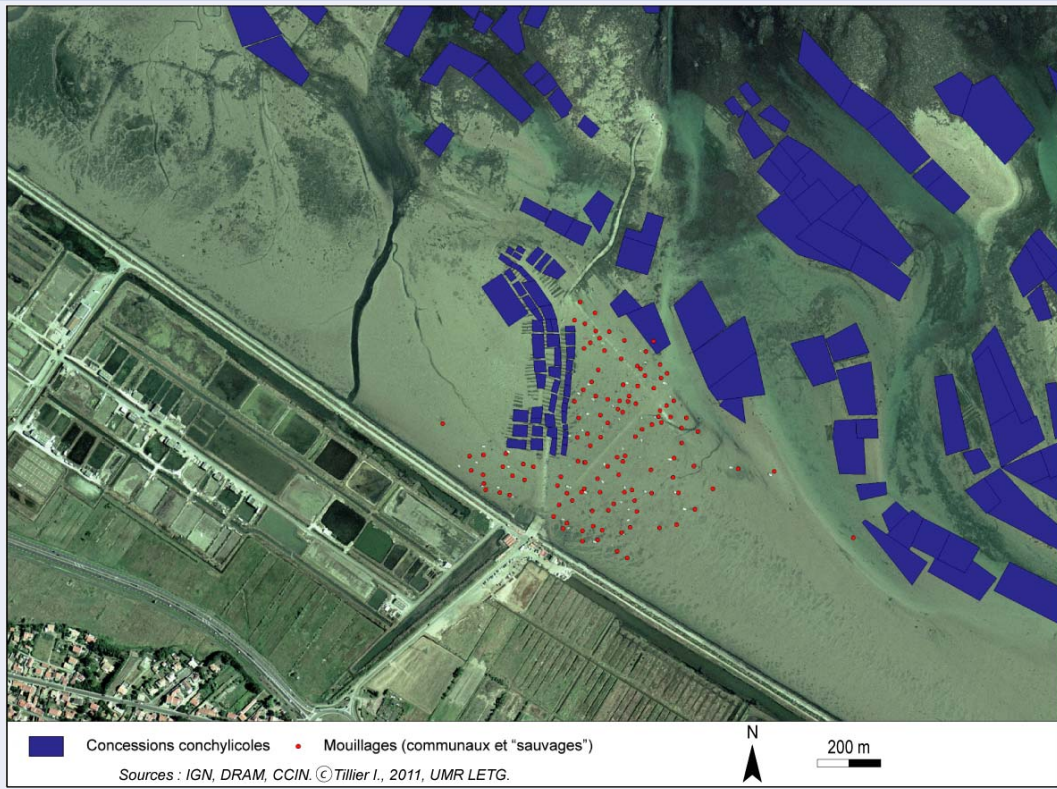 Concessions conchylicoles
Mouillages (communaux et "sauvages")
N
200 m
Sources : IGN, DRAM, CCIN. ©Tillier I., 2011, UMR LETG.